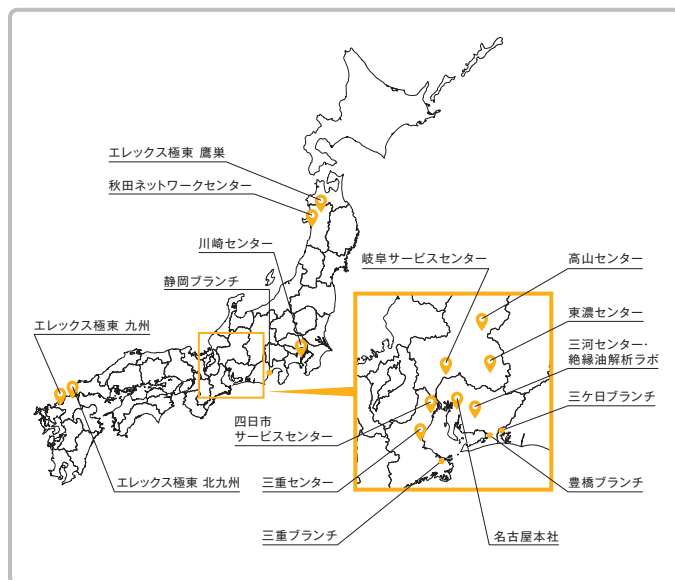 エレックス極東 鷹巣
秋田ネットワークセンター
川崎センター
静岡ブランチ
エレックス極東 九州
岐阜サービスセンター
高山センター
東濃センター
三河センター・
絶縁油解析ラボ
三ケ日ブランチ
四日市
サービスセンター
エレックス極東 北九州
三重センター
豊橋ブランチ
三重ブランチ
名古屋本社